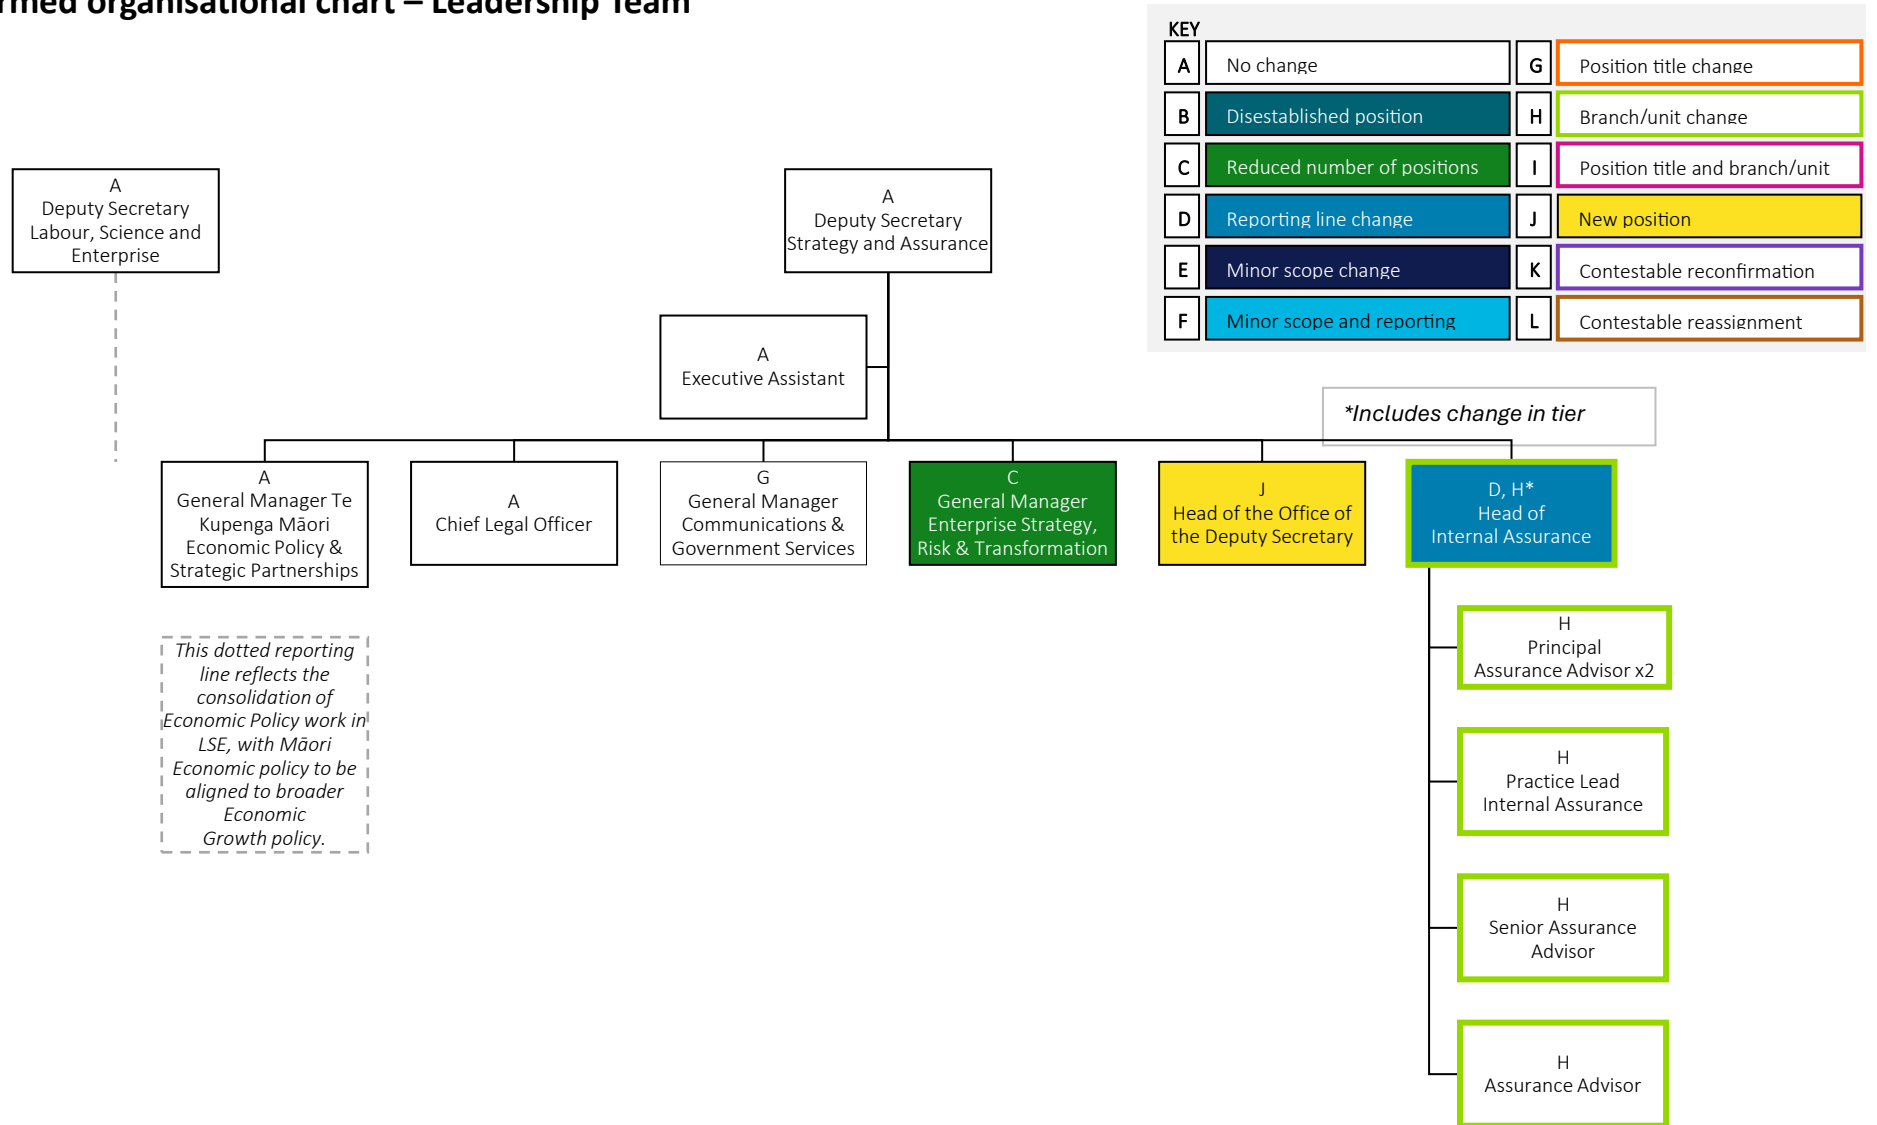 organisational chart – Leadership Team
KEY
A No change G Position title change
B Disestablished position H Branch/unit change
C Reduced number of positions I Position title and branch/unit
D Reporting line change J New position
E Minor scope change K Contestable reconfirmation
F Minor scope and reporting L Contestable reassignment
A
Deputy Secretary
Labour, Science and
Enterprise
A
Deputy Secretary
Strategy and Assurance
A
Executive Assistant
*Includes change in tier
A
General Manager Te
Kupenga Māori
Economic Policy &
Strategic Partnerships
A
Chief Legal Officer
G
General Manager
Communications &
Government Services
C
General Manager
Enterprise Strategy,
Risk & Transformation
J
Head of the Office of
the Deputy Secretary
D, H*
Head of
Internal Assurance
This dotted reporting
line reflects the
consolidation of
Economic Policy work in
LSE, with Māori
Economic policy to be
aligned to broader
Economic
Growth policy.
H
Principal
Assurance Advisor x2
H
Practice Lead
Internal Assurance
H
Senior Assurance
Advisor
H
Assurance Advisor